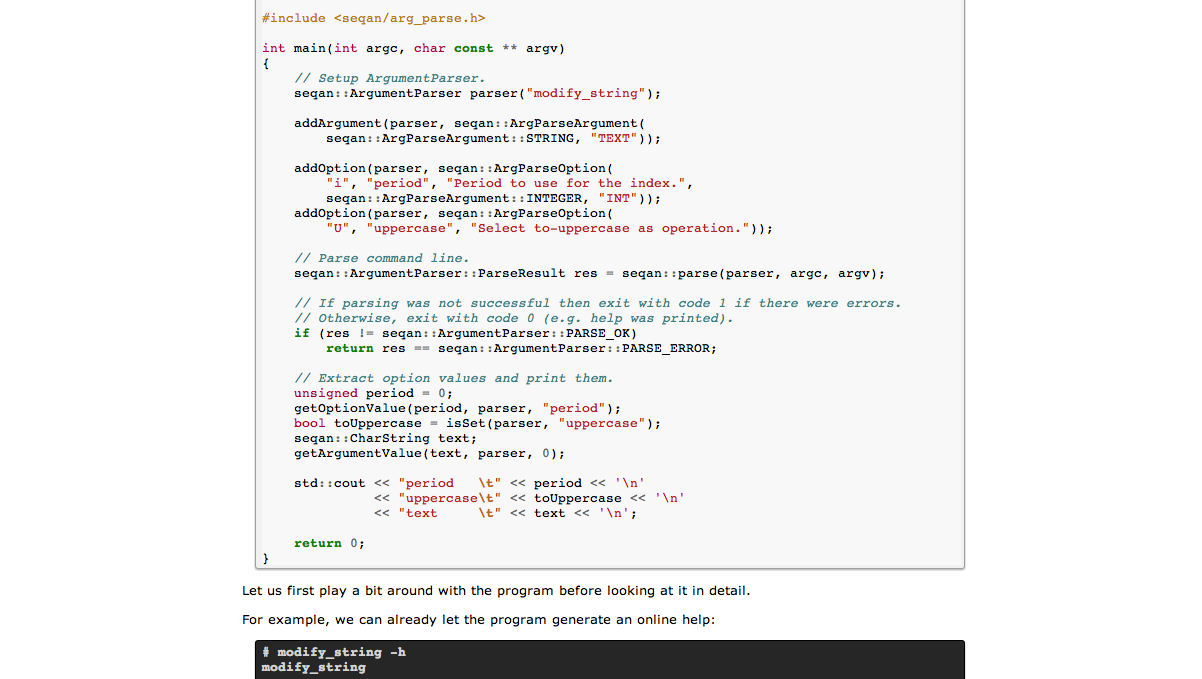 #include <seqan/arg_parse.h>
int main(int argc, char const ** argv)
{
// Setup ArgumentParser.
seqan::ArgumentParser parser("modify_string");
addArgument(parser, seqan::ArgParseArgument(
seqan::ArgParseArgument::STRING, "TEXT"));
addOption(parser, seqan::ArgParseOption(
"i", "period", "Period to use for the index.",
seqan::ArgParseArgument::INTEGER, "INT"));
addOption(parser, seqan::ArgParseOption(
"U", "uppercase", "Select to-uppercase as operation."));
// Parse command line.
seqan::ArgumentParser::ParseResult res = seqan::parse(parser, argc, argv);
// If parsing was not successful then exit with code 1 if there were errors.
// Otherwise, exit with code 0 (e.g. help was printed).
if (res != seqan::ArgumentParser::PARSE_OK)
return res == seqan::ArgumentParser::PARSE_ERROR;
// Extract option values and print them.
unsigned period = 0;
getOptionValue(period, parser, "period");
bool toUppercase = isSet(parser, "uppercase");
seqan::CharString text;
getArgumentValue(text, parser, 0);
std::cout << "period   \t" << period << '\n'
<< "uppercase\t" << toUppercase << '\n'
<< "text     \t" << text << '\n';
return 0;
}
Let us first play a bit around with the program before looking at it in detail.
For example, we can already let the program generate an online help:
# modify_string -h
modify_string